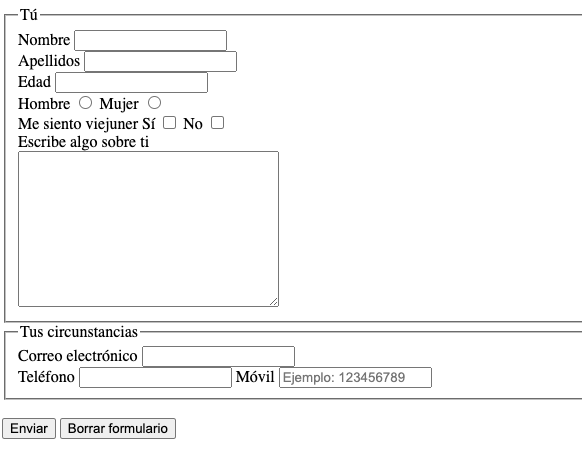 Tú
Nombre
Apellidos
Edad
Hombre Mujer
Me siento viejuner Sí No
Escribe algo sobre ti
Tus circunstancias
Correo electrónico
Teléfono Móvil Ejemplo: 123456789
Enviar Borrar formulario